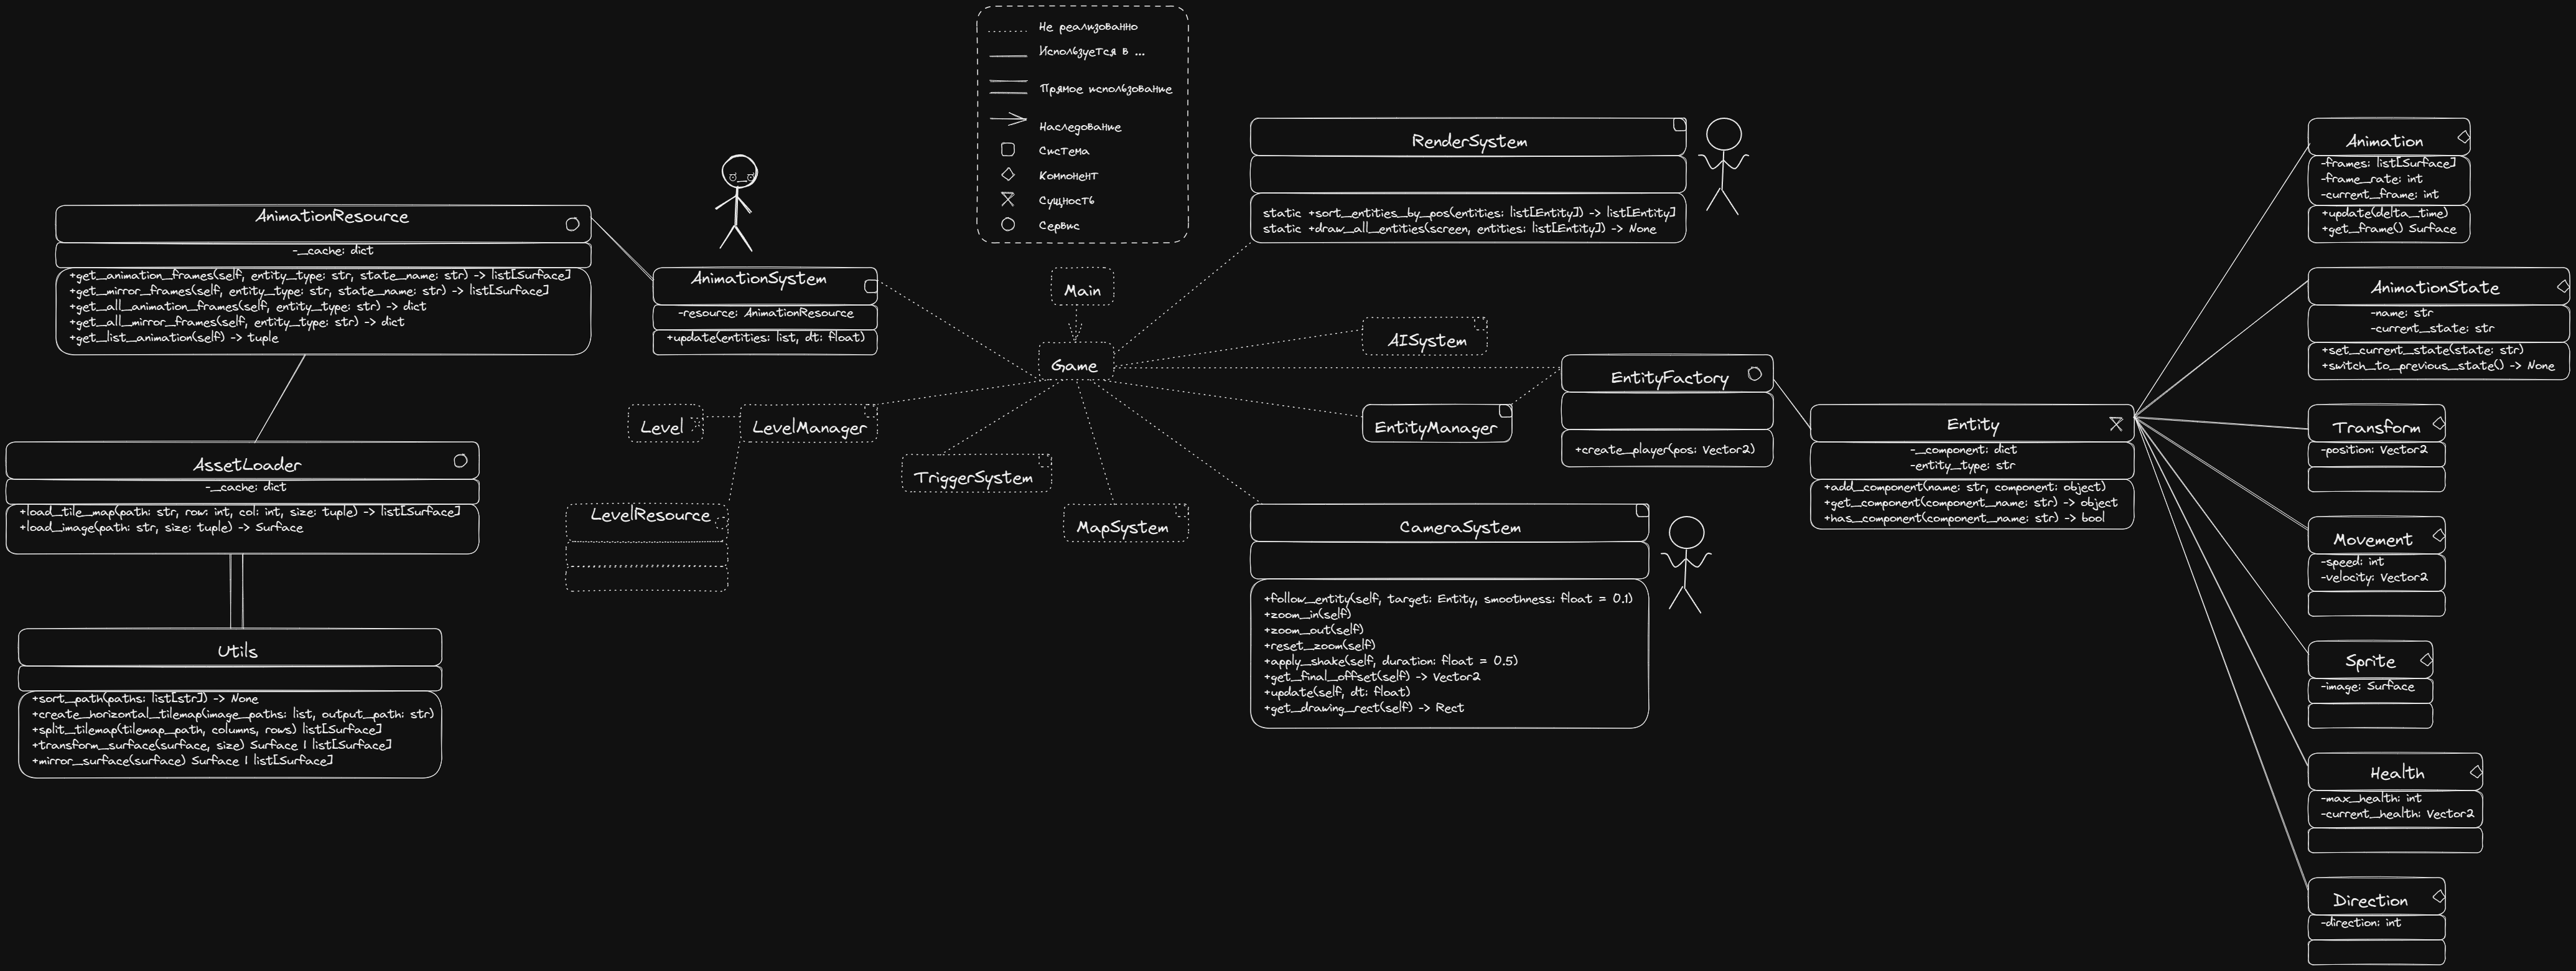 Не реализованно
Используется в ...
Прямое использование
Наследование
Система
Компонент
Сущность
Сервис
AnimationResource
-__cache: dict
+get_animation_frames(self, entity_type: str, state_name: str) -> list[Surface]
+get_mirror_frames(self, entity_type: str, state_name: str) -> list[Surface]
+get_all_animation_frames(self, entity_type: str) -> dict
+get_all_mirror_frames(self, entity_type: str) -> dict
+get_list_animation(self) -> tuple
AnimationSystem
-resource: AnimationResource
+update(entities: list, dt: float)
AssetLoader
-__cache: dict
+load_tile_map(path: str, row: int, col: int, size: tuple) -> list[Surface]
+load_image(path: str, size: tuple) -> Surface
Utils
+sort_path(paths: list[str]) -> None
+create_horizontal_tilemap(image_paths: list, output_path: str)
+split_tilemap(tilemap_path, columns, rows) list[Surface]
+transform_surface(surface, size) Surface | list[Surface]
+mirror_surface(surface) Surface | list[Surface]
Main
Game
Level
LevelManager
LevelResource
TriggerSystem
MapSystem
RenderSystem
static +sort_entities_by_pos(entities: list[Entity]) -> list[Entity]
static +draw_all_entities(screen, entities: list[Entity]) -> None
AISystem
EntityManager
EntityFactory
+create_player(pos: Vector2)
CameraSystem
+follow_entity(self, target: Entity, smoothness: float = 0.1)
+zoom_in(self)
+zoom_out(self)
+reset_zoom(self)
+apply_shake(self, duration: float = 0.5)
+get_final_offset(self) -> Vector2
+update(self, dt: float)
+get_drawing_rect(self) -> Rect
Entity
-__component: dict
-entity_type: str
+add_component(name: str, component: object)
+get_component(component_name: str) -> object
+has_component(component_name: str) -> bool
Animation
-frames: list[Surface]
-frame_rate: int
-current_frame: int
+update(delta_time)
+get_frame() Surface
AnimationState
-name: str
-current_state: str
+set_current_state(state: str)
+switch_to_previous_state() -> None
Transform
-position: Vector2
Movement
-speed: int
-velocity: Vector2
Sprite
-image: Surface
Health
-max_health: int
-current_health: Vector2
Direction
-direction: int